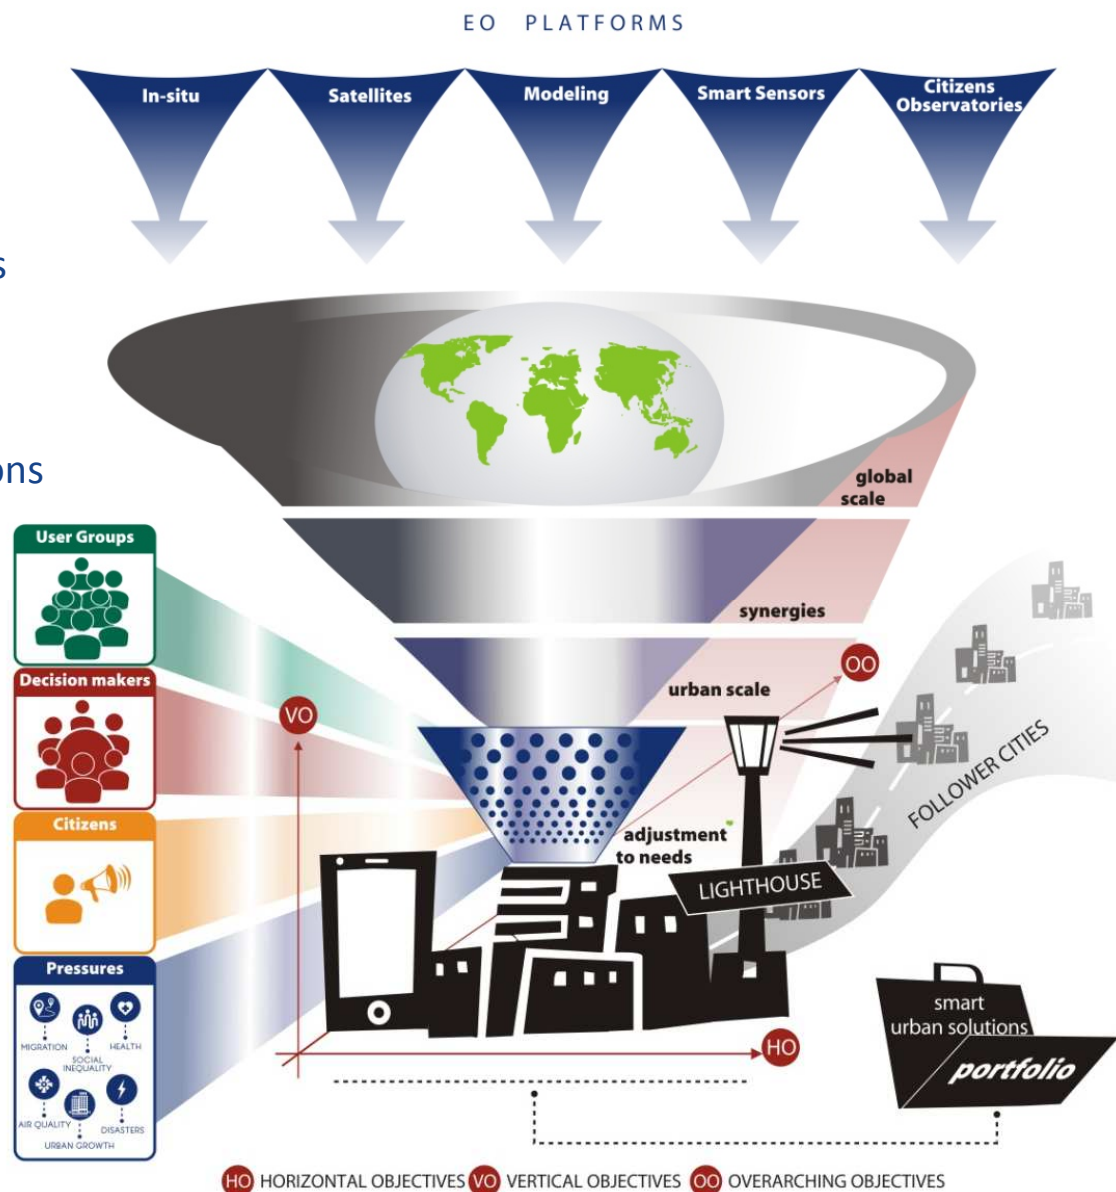 EO PLATFORMS
In-situ
Satellites
Modeling
Smart Sensors
Citizens
Observatories
s
ons
global
scale
User Groups
synergies
Decision makers
urban scale
OO
VO
FOLLOWER CITIES
Citizens
adjustment
to needs
LIGHTHOUSE
Pressures
MIGRATION
SOCIAL
INEQUALITY
HEALTH
AIR QUALITY
URBAN GROWTH
DISASTERS
HO
smart
urban solutions
portfolio
HO HORIZONTAL OBJECTIVES VO VERTICAL OBJECTIVES OO OVERARCHING OBJECTIVES